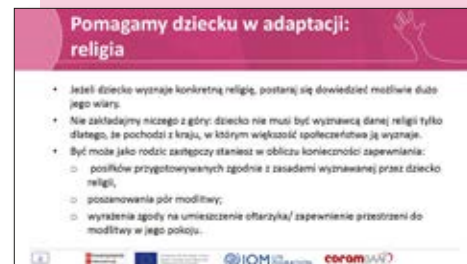 Pomagamy dziecku w adaptacji:
religia
• Jeżeli dziecko wyznaje konkretną religię, postaraj się dowiedzieć możliwie dużo
jego wiary.
• Nie zakładajmy niczego z góry: dziecko nie musi być wyznawcą danej religii tylko
dlatego, że pochodzi z kraju, w którym większość społeczeństwa ją wyznaje.
• Być może jako rodzic zastępczy staniesz w obliczu konieczności zapewniania:
posiłków przygotowywanych zgodnie z zasadami wyznawanej przez dziecko
religii,
poszanowania pór modlitwy;
wyrażenia zgody na umieszczenie ołtarzyka/ zapewnienie przestrzeni do
modlitwy w jego pokoju.
IOM
coram